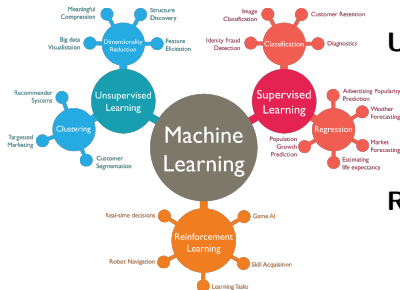 Meaningful
Compression
Structure
Discovery
Big data
Visualistaion
Dimensionality
Reduction
Feature
Elicitation
Unsupervised
Learning
Recommender
Systems
Clustering
Targeted
Marketing
Customer
Segmentation
Image
Classification
Customer Retention
Idenity Fraud
Detection
Classification
Diagnostics
Supervised
Learning
Advertising Popularity
Prediction
Weather
Forecasting
Regression
Population
Growth
Prediction
Market
Forecasting
Estimating
life expectancy
Machine
Learning
Real-time decisions
Game AI
Reinforcement
Learning
Robot Navigation
Skill Acquisition
Learning Tasks
U
R